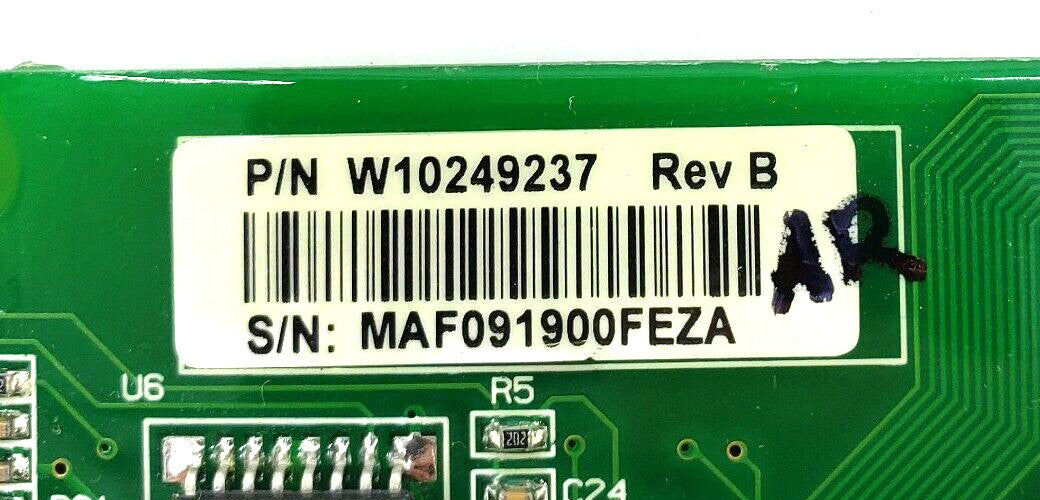 P/N W10249237 Rev B
AR
S/N: MAF091900FEZA
U6
R5
202
C24